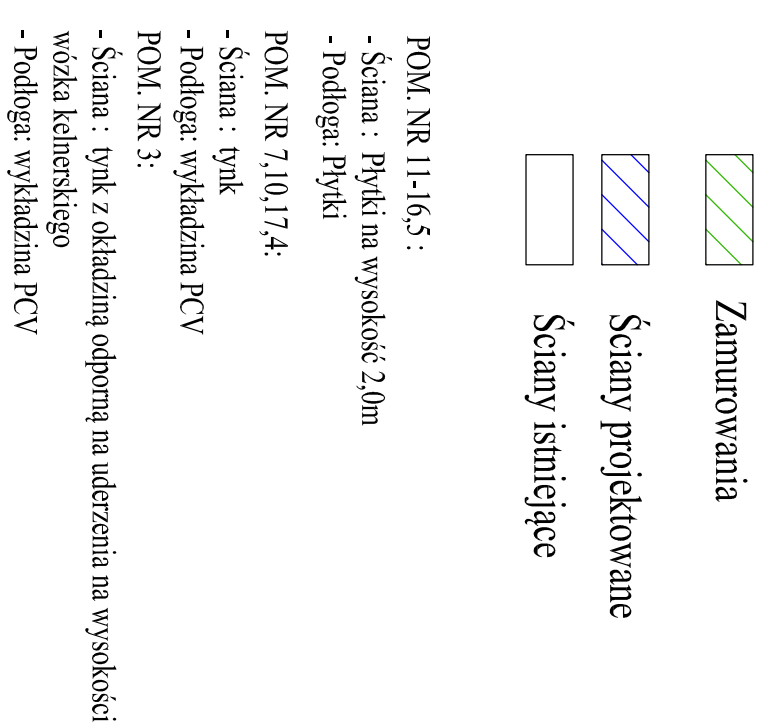 Zamurowania
Ściany projektowane
Ściany istniejące
POM. NR 11-16,5 :
- Ściana : Płytki na wysokość 2,0m
- Podłoga: Płytki
POM. NR 7,10,17,4:
- Ściana : tynk
- Podłoga: wykładzina PCV
POM. NR 3:
- Ściana : tynk z okładziną odporną na uderzenia na wysokości
wózka kelnerskiego
- Podłoga: wykładzina PCV